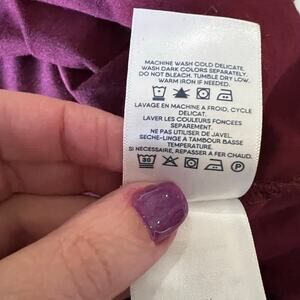 MACHINE WASH COLD DELICATE,
WASH DARK COLORS SEPARATELY,
DO NOT BLEACH. TUMBLE DRY LOW.
WARM IRON IF NEEDED.
LAVAGE EN MACHINE A FROID, CYCLE
DELICAT.
LAVER LES COULEURS FONCEES
SEPAREMENT.
NE PAS UTILISER DE JAVEL.
SECHE-LINGE A TAMBOUR BASSE
TEMPERATURE.
SI NECESSAIRE, REPASSER A FER CHAUD.
30 P